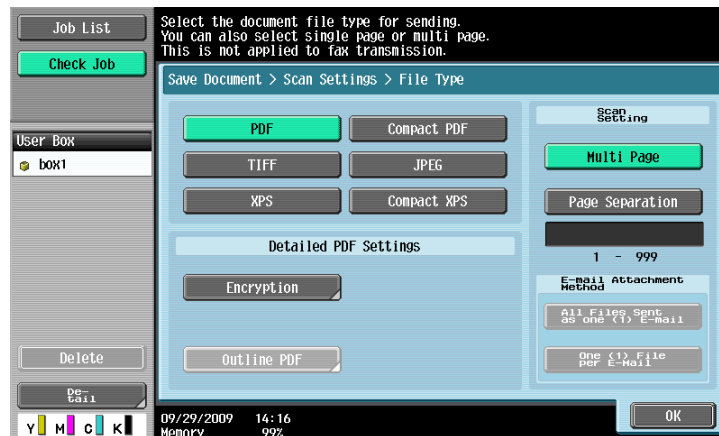 Job List
Check Job
Select the document file type for sending.
You can also select single page or multi page.
This is not applied to fax transmission.
Save Document > Scan Settings > File Type
User Box
box1
PDF
Compact PDF
TIFF
JPEG
XPS
Compact XPS
Detailed PDF Settings
Encryption
Outline PDF
Scan
Setting
Multi Page
Page Separation
1 - 999
E-mail Attachment
Method
All Files Sent
as one (1) E-mail
One (1) File
per E-Mail
Delete
De-
tail
Y M C K
09/29/2009 14:16
Memory 99%
OK